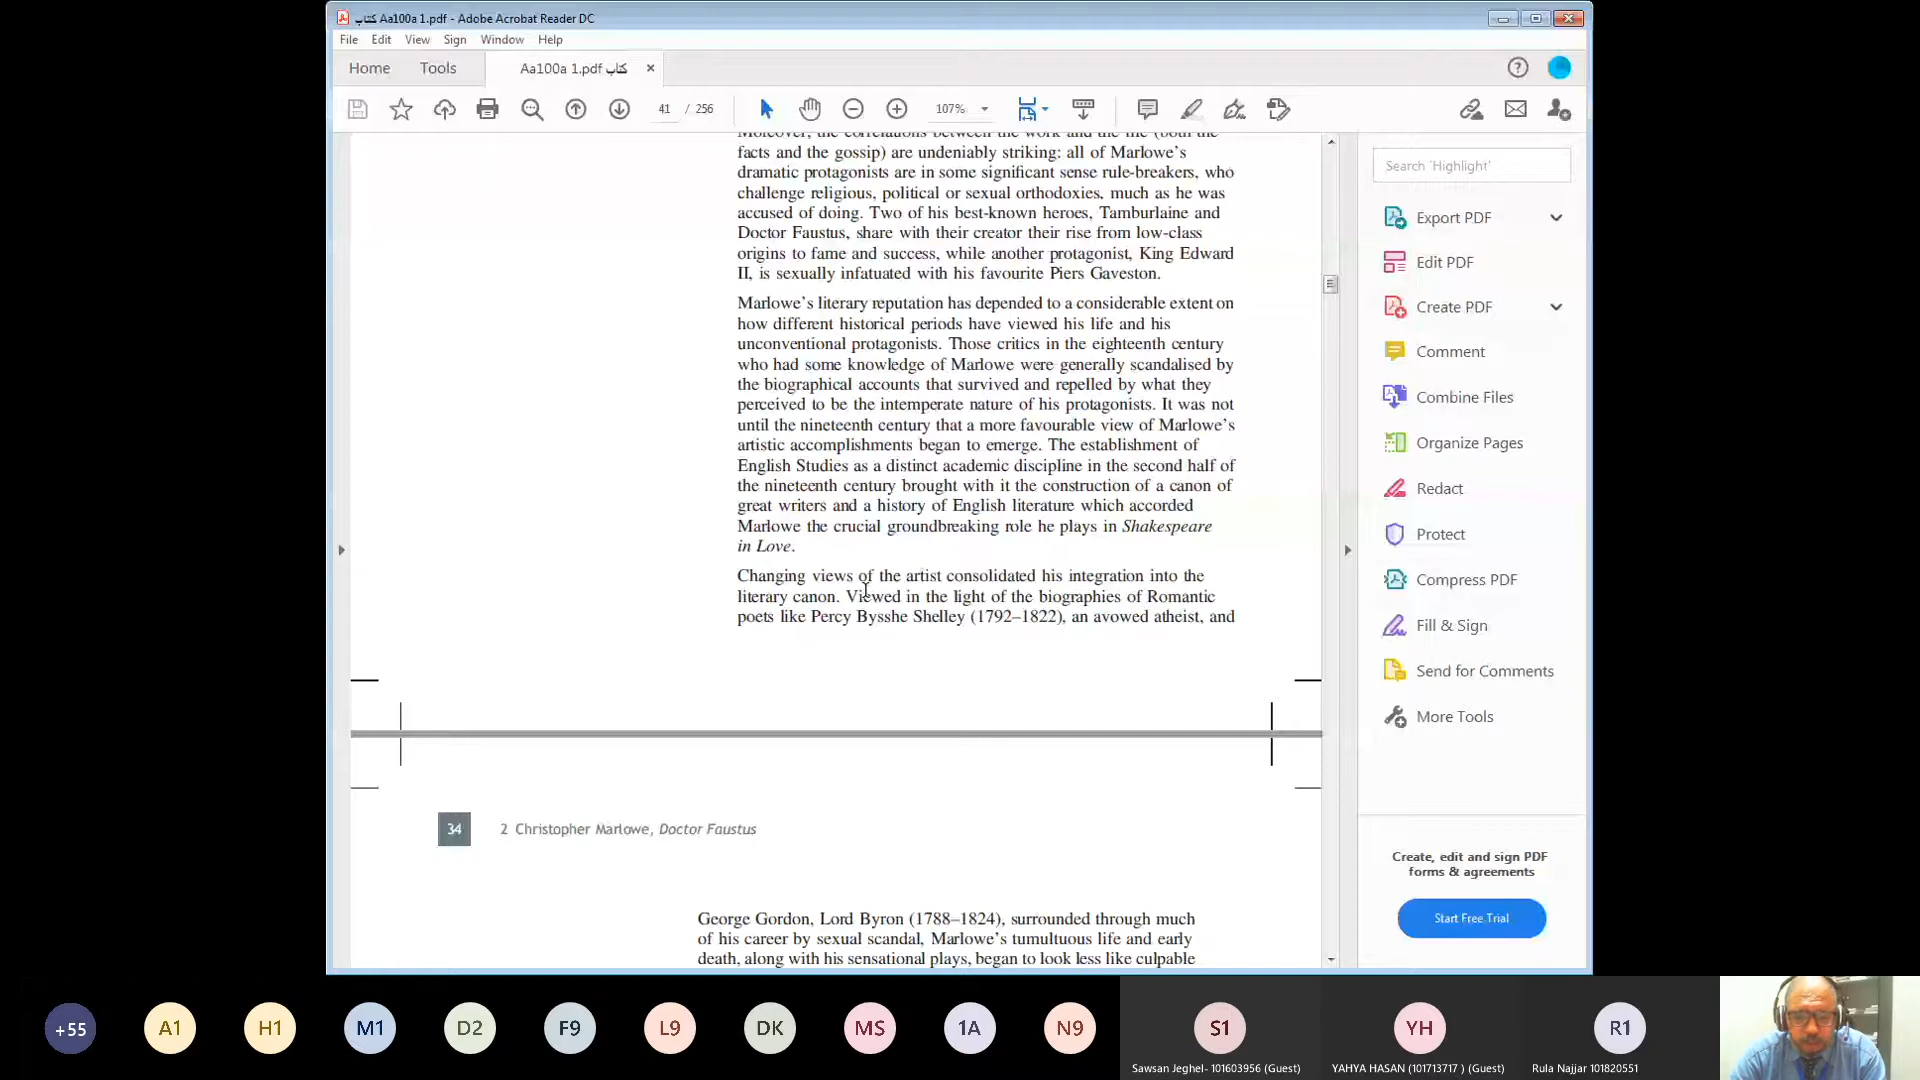 كتاب Aa100a 1.pdf - Adobe Acrobat Reader DC
File Edit View Sign Window Help
Home Tools Aa100a 1.pdf كتاب
41 / 256 107%
Moreover, the correlations between the work and the life (both the
facts and the gossip) are undeniably striking: all of Marlowe's
dramatic protagonists are in some significant sense rule-breakers, who
challenge religious, political or sexual orthodoxies, much as he was
accused of doing. Two of his best-known heroes, Tamburlaine and
Doctor Faustus, share with their creator their rise from low-class
origins to fame and success, while another protagonist, King Edward
II, is sexually infatuated with his favourite Piers Gaveston.
Marlowe's literary reputation has depended to a considerable extent on
how different historical periods have viewed his life and his
unconventional protagonists. Those critics in the eighteenth century
who had some knowledge of Marlowe were generally scandalised by
the biographical accounts that survived and repelled by what they
perceived to be the intemperate nature of his protagonists. It was not
until the nineteenth century that a more favourable view of Marlowe's
artistic accomplishments began to emerge. The establishment of
English Studies as a distinct academic discipline in the second half of
the nineteenth century brought with it the construction of a canon of
great writers and a history of English literature which accorded
Marlowe the crucial groundbreaking role he plays in Shakespeare
in Love.
Changing views of the artist consolidated his integration into the
literary canon. Viewed in the light of the biographies of Romantic
poets like Percy Bysshe Shelley (1792–1822), an avowed atheist, and
34 2 Christopher Marlowe, Doctor Faustus
George Gordon, Lord Byron (1788–1824), surrounded through much
of his career by sexual scandal, Marlowe's tumultuous life and early
death, along with his sensational plays, began to look less like culpable
Search 'Highlight'
Export PDF
Edit PDF
Create PDF
Comment
Combine Files
Organize Pages
Redact
Protect
Compress PDF
Fill & Sign
Send for Comments
More Tools
Create, edit and sign PDF
forms & agreements
Start Free Trial
+55 A1 H1 M1 D2 F9 L9 DK MS 1A N9 S1 YH R1
Sawsan Jeghel- 101603956 (Guest) YAHYA HASAN (101713717 ) (Guest) Rula Najjar 101820551